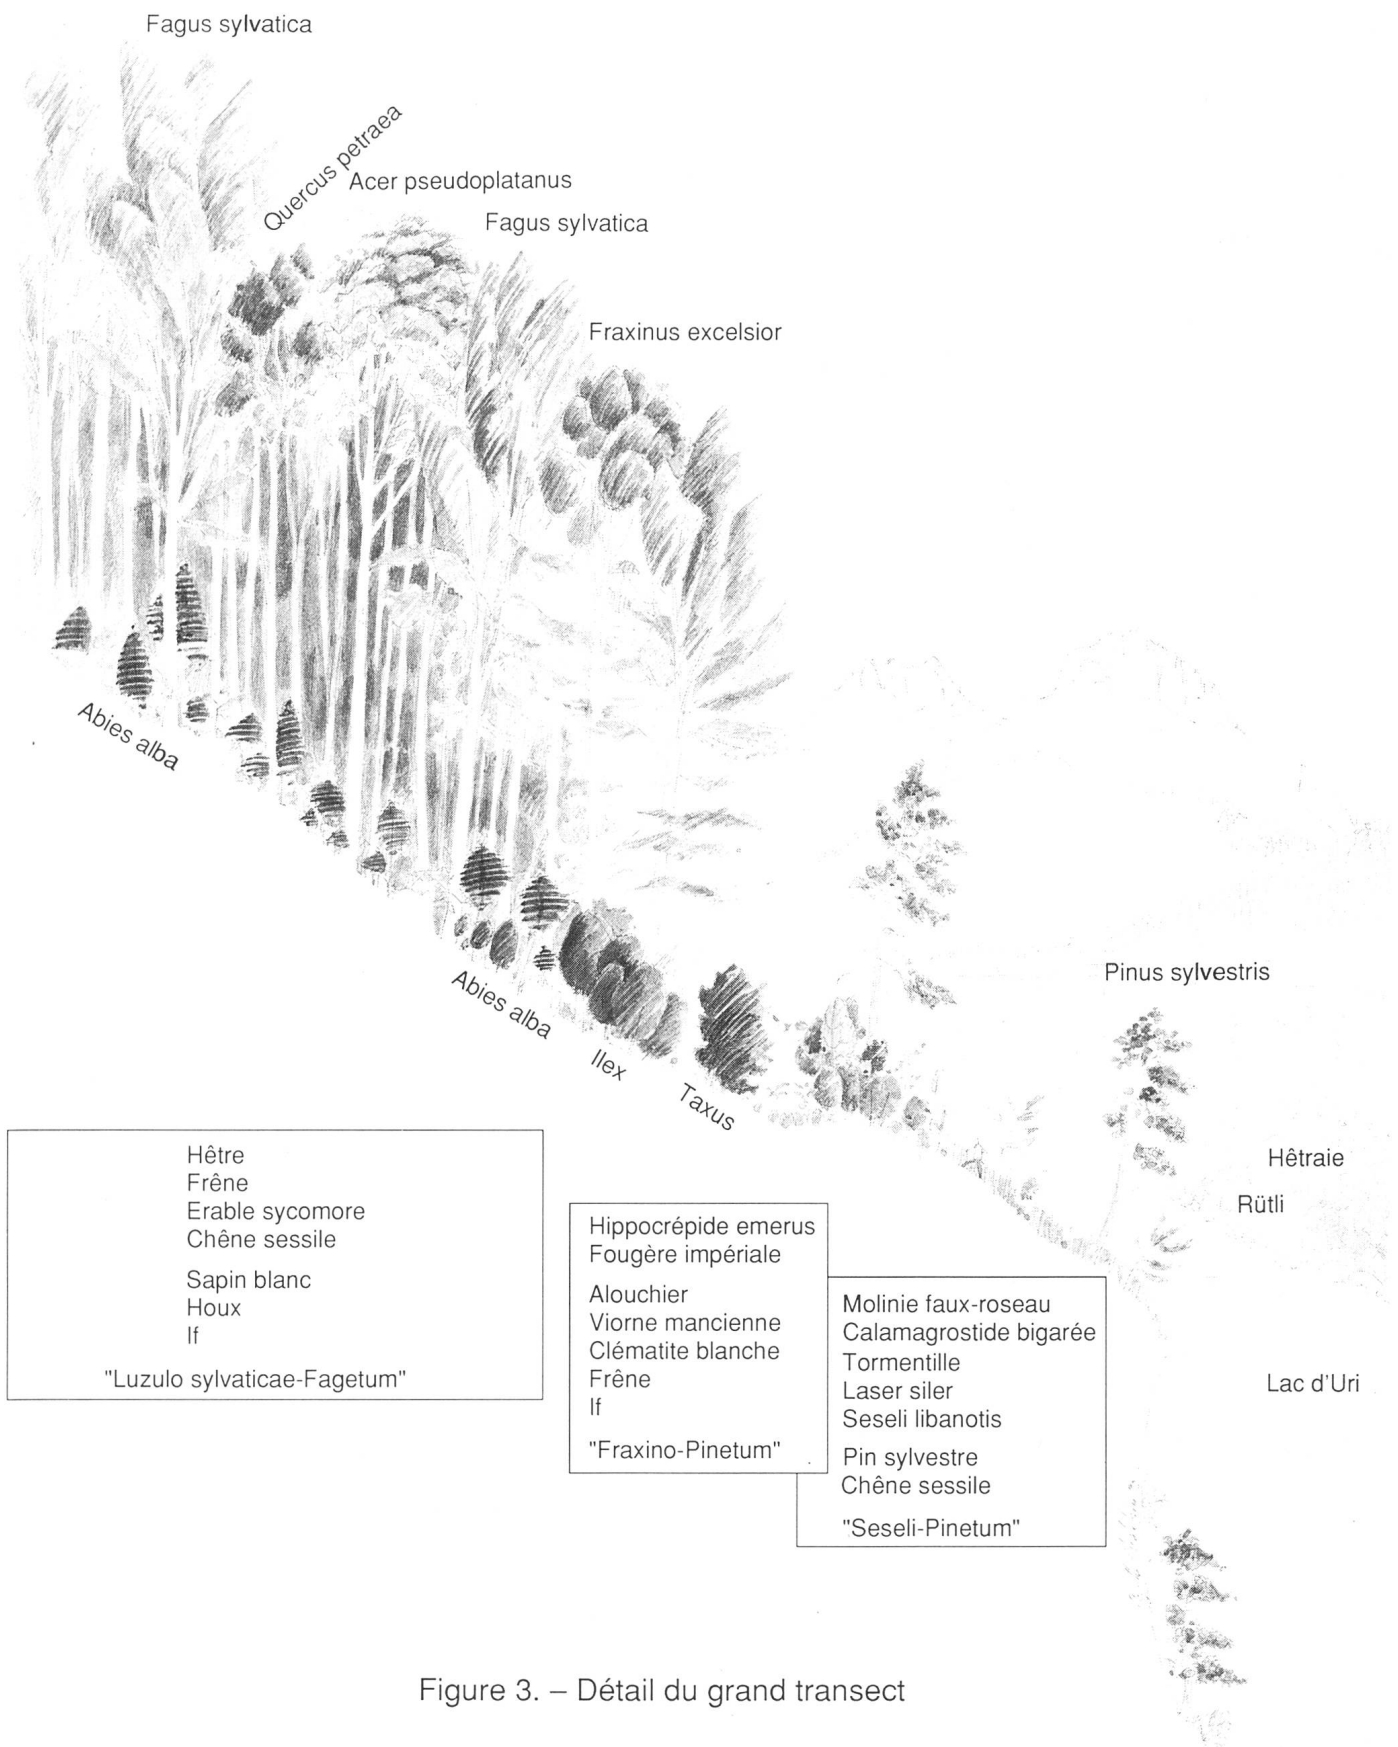 Fagus sylvatica
Quercus petraea
Acer pseudoplatanus
Fagus sylvatica
Fraxinus excelsior
Abies alba
Abies alba
Ilex
Taxus
Pinus sylvestris
Hêtraie
Rütli
Lac d'Uri
Hêtre
Frêne
Erable sycomore
Chêne sessile
Sapin blanc
Houx
If
"Luzulo sylvaticae-Fagetum"
Hippocrépide emerus
Fougère impériale
Alouchier
Viorne mancienne
Clématite blanche
Frêne
If
"Fraxino-Pinetum"
Molinie faux-roseau
Calamagrostide bigarée
Tormentille
Laser siler
Seseli libanotis
Pin sylvestre
Chêne sessile
"Seseli-Pinetum"
Figure 3. – Détail du grand transect